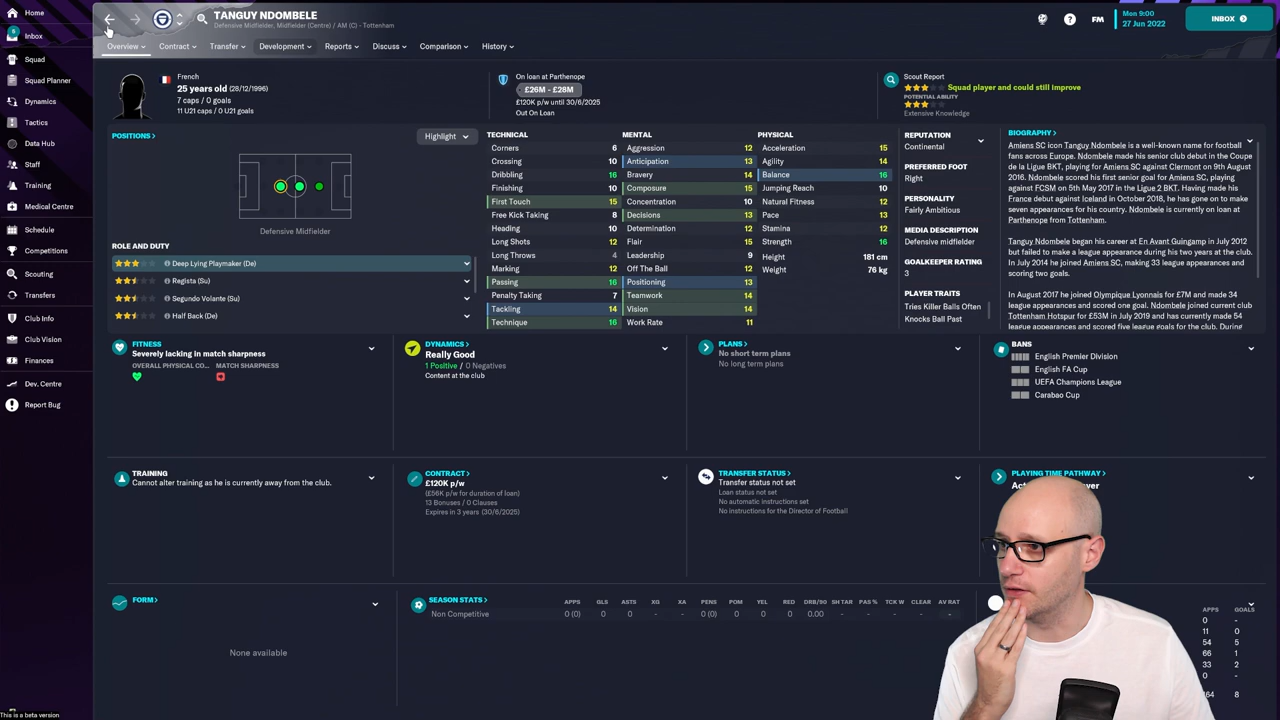 TANGUY NDOMBELE
Defensive Midfielder, Midfielder (Centre) / AM (C) - Tottenham
FM
Mon 9:00
27 Jun 2022
INBOX
Overview
Contract
Transfer
Development
Reports
Discuss
Comparison
History
Home
Inbox
Squad
Squad Planner
Dynamics
Tactics
Data Hub
Staff
Training
Medical Centre
Schedule
Competitions
Scouting
Transfers
Club Info
Club Vision
Finances
Dev. Centre
Report Bug
This is a beta version
French
25 years old (28/12/1996)
7 caps / 0 goals
11 U21 caps / 0 U21 goals
On loan at Parthenope
£26M - £28M
£120K p/w until 30/6/2025
Out On Loan
Scout Report
Squad player and could still improve
POTENTIAL ABILITY
Extensive Knowledge
POSITIONS
Highlight
Defensive Midfielder
ROLE AND DUTY
Deep Lying Playmaker (De)
Regista (Su)
Segundo Volante (Su)
Half Back (De)
TECHNICAL
Corners 6
Crossing 10
Dribbling 16
Finishing 10
First Touch 15
Free Kick Taking 8
Heading 10
Long Shots 12
Long Throws 4
Marking 12
Passing 16
Penalty Taking 7
Tackling 14
Technique 16
MENTAL
Aggression 12
Anticipation 13
Bravery 14
Composure 15
Concentration 10
Decisions 13
Determination 12
Flair 15
Leadership 9
Off The Ball 12
Positioning 13
Teamwork 14
Vision 14
Work Rate 11
PHYSICAL
Acceleration 15
Agility 14
Balance 16
Jumping Reach 10
Natural Fitness 12
Pace 13
Stamina 12
Strength 16
Height 181 cm
Weight 76 kg
REPUTATION
Continental
PREFERRED FOOT
Right
PERSONALITY
Fairly Ambitious
MEDIA DESCRIPTION
Defensive midfielder
GOALKEEPER RATING
3
PLAYER TRAITS
Tries Killer Balls Often
Knocks Ball Past
BIOGRAPHY
Amiens SC icon Tanguy Ndombele is a well-known name for football
fans across Europe. Ndombele made his senior club debut in the Coupe
de la Ligue BKT, playing for Amiens SC against Clermont on 9th August
2016. Ndombele scored his first senior goal for Amiens SC, playing
against FCSM on 5th May 2017 in the Ligue 2 BKT. Having made his
France debut against Iceland in October 2018, he has gone on to make
seven appearances for his country. Ndombele is currently on loan at
Parthenope from Tottenham.
Tanguy Ndombele began his career at En Avant Guingamp in July 2012
but failed to make a league appearance during his two years of there.
In July 2014 he joined Amiens SC, making 33 league appearances and
scoring two goals.
In August 2017 he joined Olympique Lyonnais for £7M and made 34
league appearances and scored one goal. Ndombele joined current club
Tottenham Hotspur for £53M in July 2019 and has currently made 54
league appearances and scored five league goals for the club. During
FITNESS
Severely lacking in match sharpness
OVERALL PHYSICAL CO... MATCH SHARPNESS
DYNAMICS
Really Good
1 Positive / 0 Negatives
Content at the club
PLANS
No short term plans
No long term plans
BANS
English Premier Division
English FA Cup
UEFA Champions League
Carabao Cup
TRAINING
Cannot alter training as he is currently away from the club.
CONTRACT
£120K p/w
(£56K p/w for duration of loan)
13 Bonuses / 0 Clauses
Expires in 3 years (30/6/2025)
TRANSFER STATUS
Transfer status not set
Loan status not set
No automatic instructions set
No instructions for the Director of Football
PLAYING TIME PATHWAY
FORM
None available
SEASON STATS
APPS GLS ASTS XG XA PENS POM YEL RED DRB/90 SH TAR PAS % TCK W CLEAR AV RAT
Non Competitive 0 (0) 0 0 - - 0 (0) 0 0 0 0.00 - - - - -
APPS GOALS
0 -
11 0
54 5
66 1
33 2
0 -
8